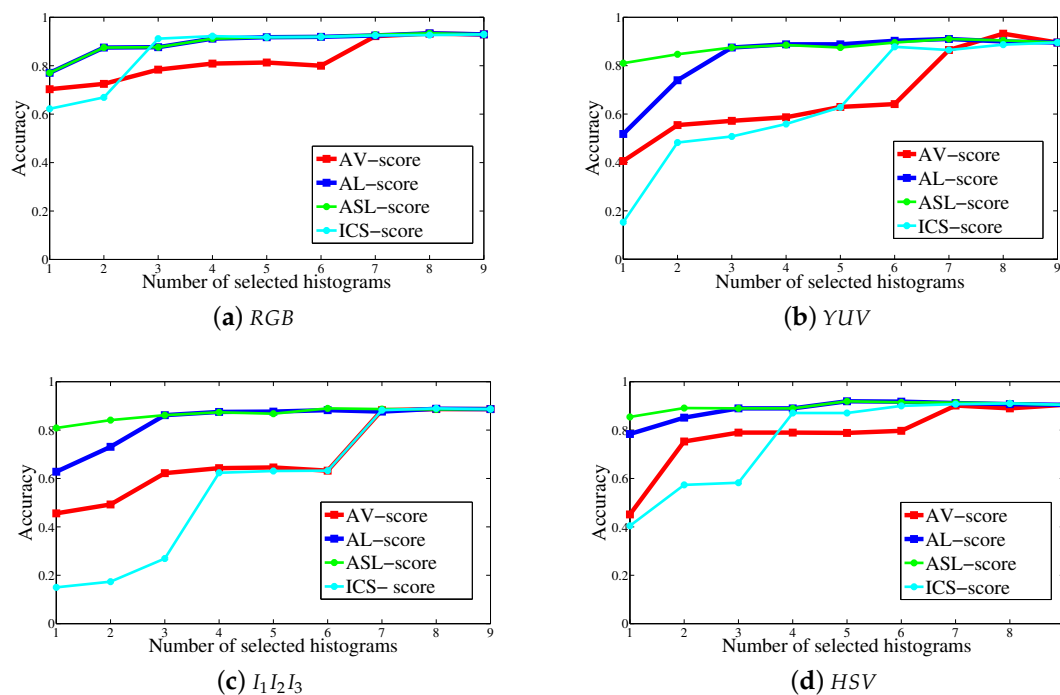 1
0.8
0.6
0.4
0.2
0
Accuracy
AV−score
AL−score
ASL−score
ICS−score
1 2 3 4 5 6 7 8 9
Number of selected histograms
(a) RGB
1
0.8
0.6
0.4
0.2
0
Accuracy
AV−score
AL−score
ASL−score
ICS−score
1 2 3 4 5 6 7 8 9
Number of selected histograms
(b) YUV
1
0.8
0.6
0.4
0.2
0
Accuracy
AV−score
AL−score
ASL−score
ICS− score
1 2 3 4 5 6 7 8 9
Number of selected histograms
(c) I1I2I3
1
0.8
0.6
0.4
0.2
0
Accuracy
AV−score
AL−score
ASL−score
ICS−score
1 2 3 4 5 6 7 8
Number of selected histograms
(d) HSV